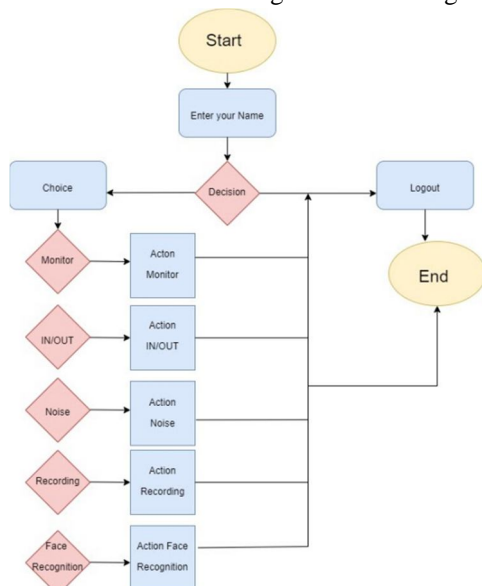 Start
Enter your Name
Choice
Decision
Logout
Monitor
Acton
Monitor
End
IN/OUT
Action
IN/OUT
Noise
Action
Noise
Recording
Action
Recording
Face
Recognition
Action Face
Recognition